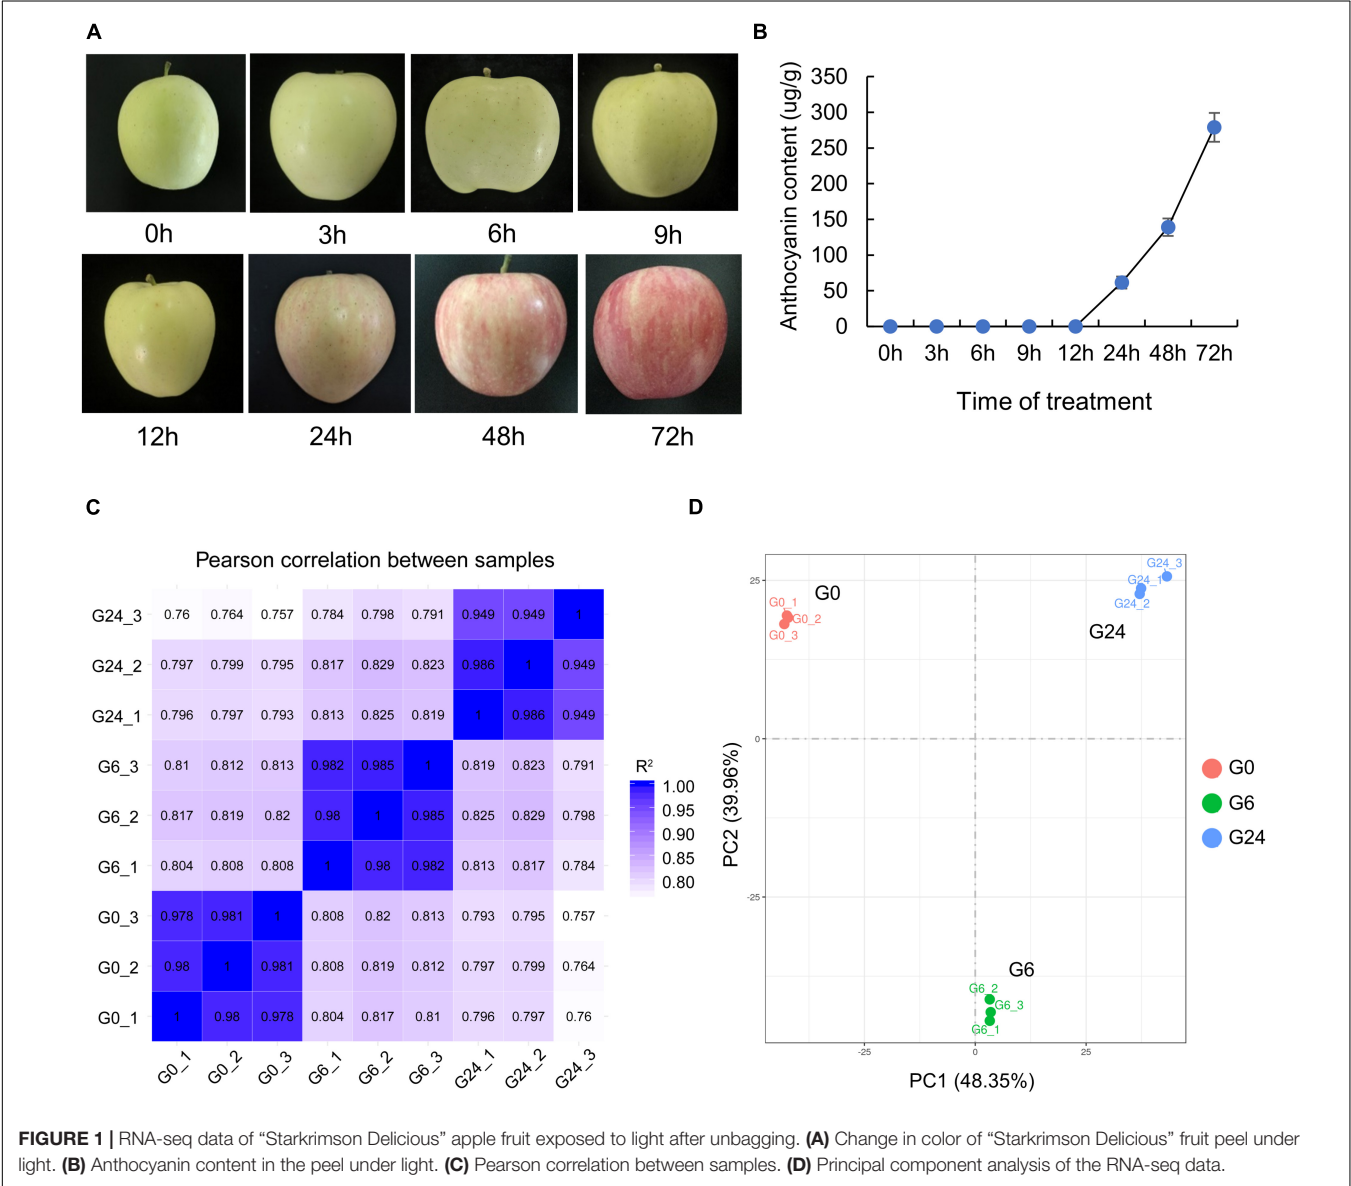 A
0h
3h
6h
9h
12h
24h
48h
72h
B
Anthocyanin content (ug/g)
350
300
250
200
150
100
50
0
0h 3h 6h 9h 12h 24h 48h 72h
Time of treatment
C
Pearson correlation between samples
G24_3 0.76 0.764 0.757 0.784 0.798 0.791 0.949 0.949 1
G24_2 0.797 0.799 0.795 0.817 0.829 0.823 0.986 1 0.949
G24_1 0.796 0.797 0.793 0.813 0.825 0.819 1 0.986 0.949
G6_3 0.81 0.812 0.813 0.982 0.985 1 0.819 0.823 0.791
G6_2 0.817 0.819 0.82 0.98 1 0.985 0.825 0.829 0.798
G6_1 0.804 0.808 0.808 1 0.98 0.982 0.813 0.817 0.784
G0_3 0.978 0.981 1 0.808 0.82 0.813 0.793 0.795 0.757
G0_2 0.98 1 0.981 0.808 0.819 0.812 0.797 0.799 0.764
G0_1 1 0.98 0.978 0.804 0.817 0.81 0.796 0.797 0.76
G0_1 G0_2 G0_3 G6_1 G6_2 G6_3 G24_1 G24_2 G24_3
R²
1.00
0.95
0.90
0.85
0.80
D
PC2 (39.96%)
25
0
-25
G0_1
G0_2
G0_3
G0
G24_3
G24_1
G24_2
G24
G6
G6_2
G6_3
G6_1
-25 0 25
PC1 (48.35%)
G0
G6
G24
FIGURE 1 | RNA-seq data of “Starkrimson Delicious” apple fruit exposed to light after unbagging. (A) Change in color of “Starkrimson Delicious” fruit peel under
light. (B) Anthocyanin content in the peel under light. (C) Pearson correlation between samples. (D) Principal component analysis of the RNA-seq data.